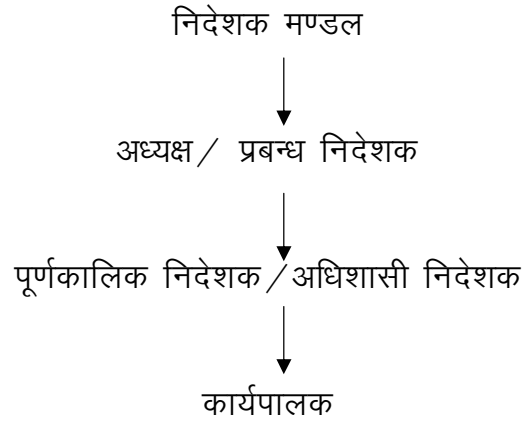 निदेशक मण्डल
अध्यक्ष/ प्रबन्ध निदेशक
पूर्णकालिक निदेशक/अधिशासी निदेशक
कार्यपालक